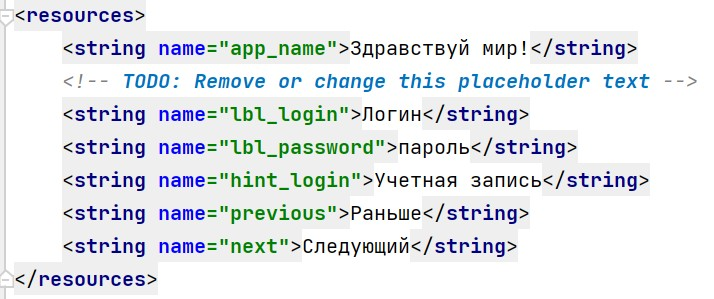 <resources>
<string name="app_name">Здравствуй мир!</string>
<!-- TODO: Remove or change this placeholder text -->
<string name="lbl_login">Логин</string>
<string name="lbl_password">пароль</string>
<string name="hint_login">Учетная запись</string>
<string name="previous">Раньше</string>
<string name="next">Следующий</string>
</resources>